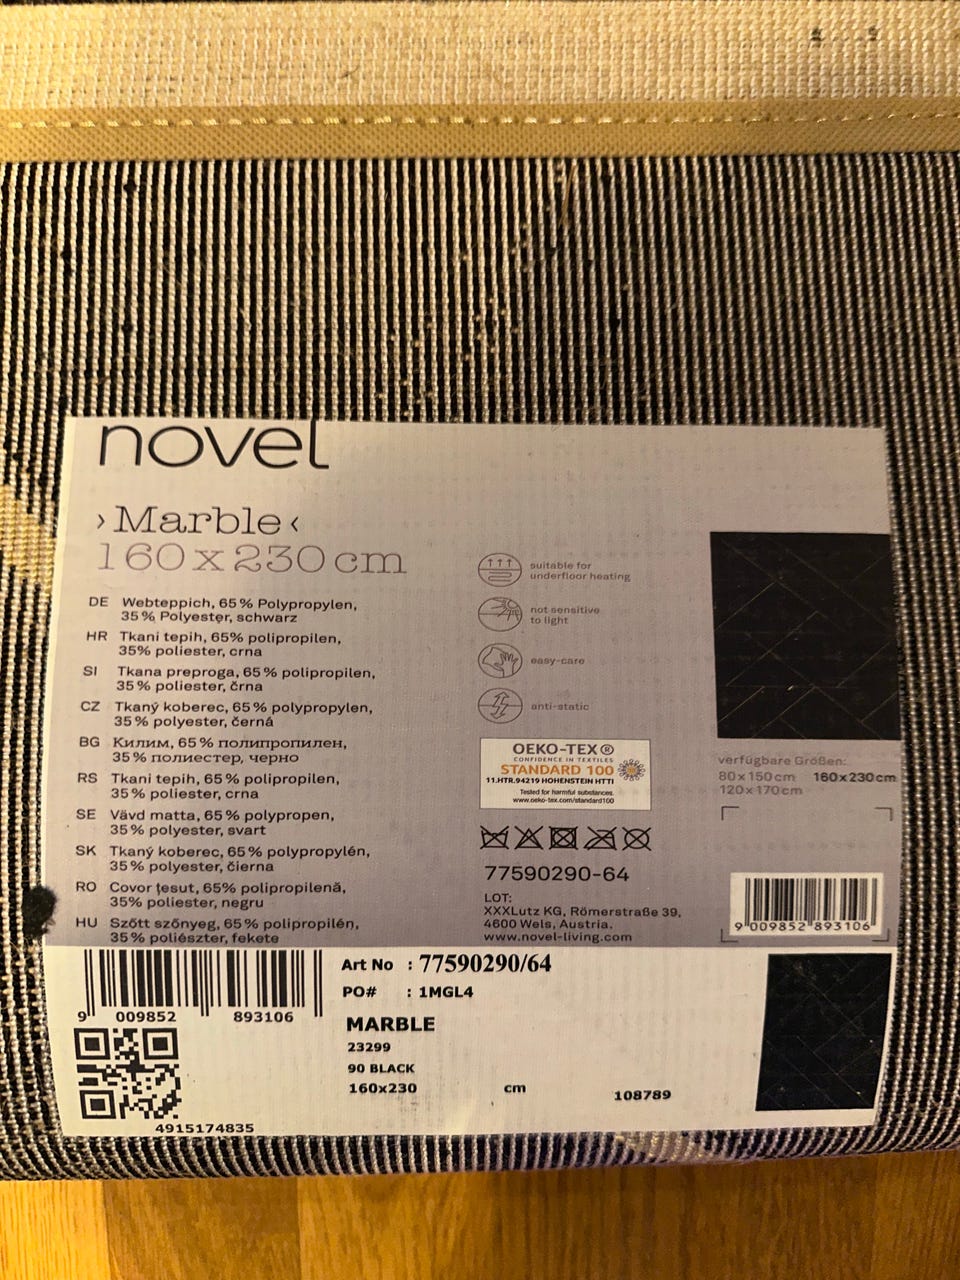 novel
›Marble‹
160 x 230 cm
DE Webteppich, 65 % Polypropylen,
35 % Polyester, schwarz
HR Tkani tepih, 65% polipropilen,
35% poliester, crna
SI Tkana preproga, 65 % polipropilen,
35 % poliester, črna
CZ Tkaný koberec, 65 % polypropylen,
35 % polyester, černá
BG Килим, 65 % полипропилен,
35 % полиестер, черно
RS Tkani tepih, 65 % polipropilen,
35 % poliester, crna
SE Vävd matta, 65 % polypropen,
35 % polyester, svart
SK Tkaný koberec, 65 % polypropylén,
35 % polyester, čierna
RO Covor țesut, 65% polipropilenă,
35% poliester, negru
HU Szőtt szőnyeg, 65 % polipropilén,
35 % poliészter, fekete
suitable for
underfloor heating
not sensitive
to light
easy-care
anti-static
OEKO-TEX®
CONFIDENCE IN TEXTILES
STANDARD 100
11.HTR.94219 HOHENSTEIN HTTI
Tested for harmful substances.
www.oeko-tex.com/standard100
77590290-64
LOT:
XXXLutz KG, Römerstraße 39,
4600 Wels, Austria.
www.novel-living.com
verfügbare Größen:
80 x 150 cm 160 x 230 cm
120 x 170 cm
9 009852 893106
9 009852 893106
4915174835
Art No : 77590290/64
PO# : 1MGL4
MARBLE
23299
90 BLACK
160x230 cm
108789